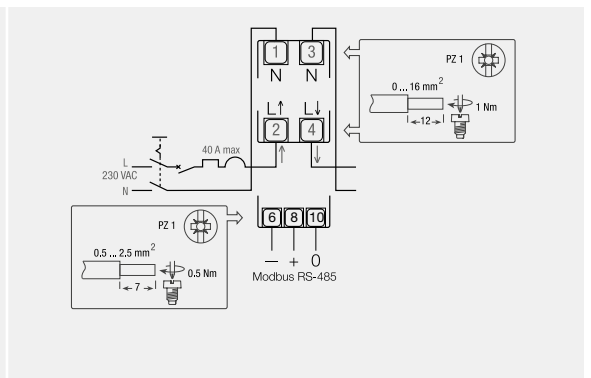 1 3
N N
L↑ L↓
2 4
40 A max
L
230 VAC
N
PZ 1
0 ... 16 mm²
12
1 Nm
6 8 10
— + 0
Modbus RS-485
PZ 1
0.5 ... 2.5 mm²
7
0.5 Nm